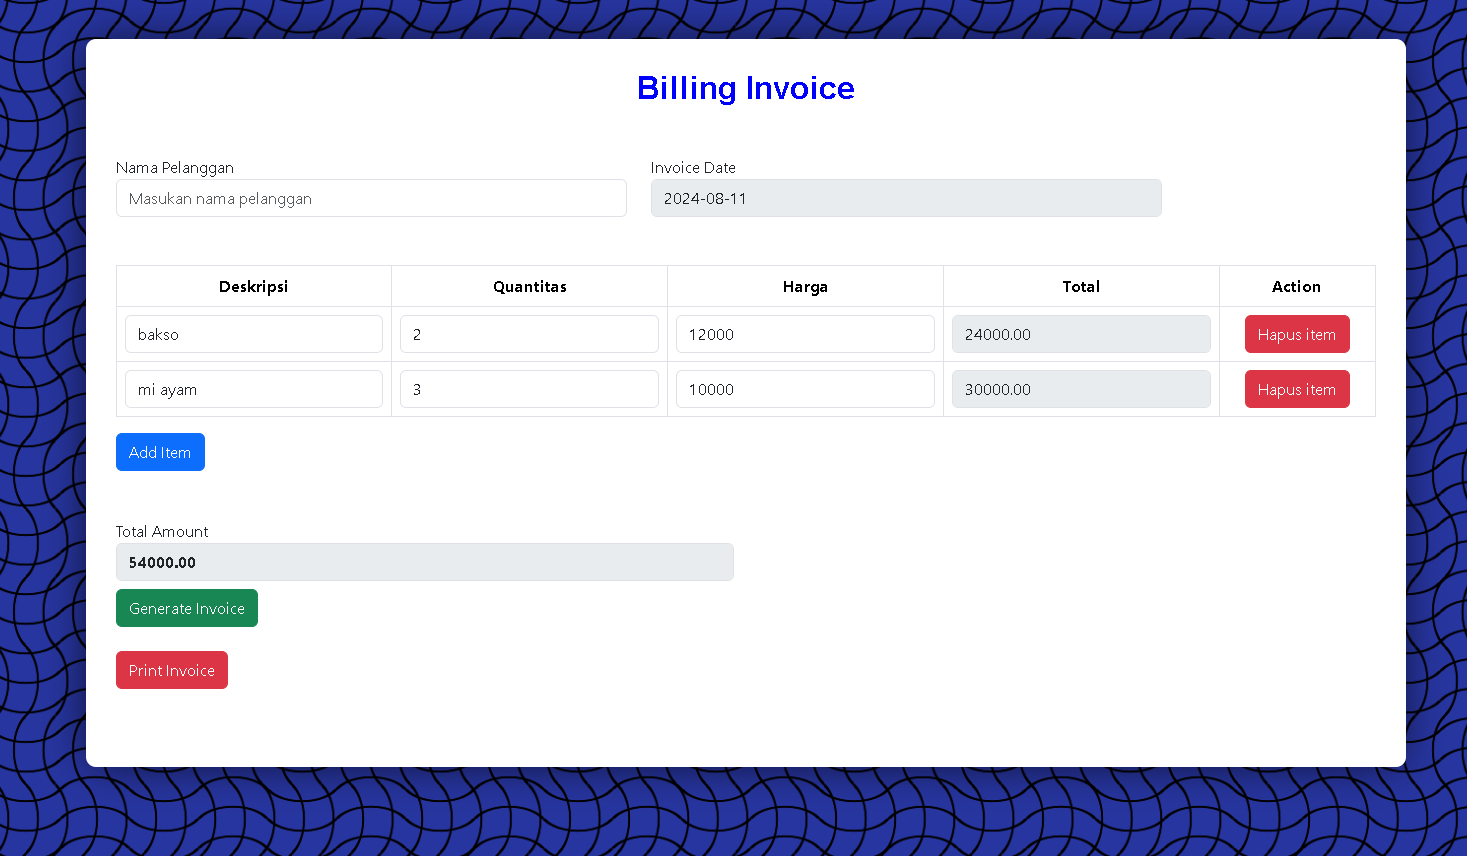 Billing Invoice
Nama Pelanggan Invoice Date
Masukan nama pelanggan 2024-08-11
Deskripsi Quantitas Harga Total Action
bakso 2 12000 24000.00 Hapus item
mi ayam 3 10000 30000.00 Hapus item
Add Item
Total Amount
54000.00
Generate Invoice
Print Invoice